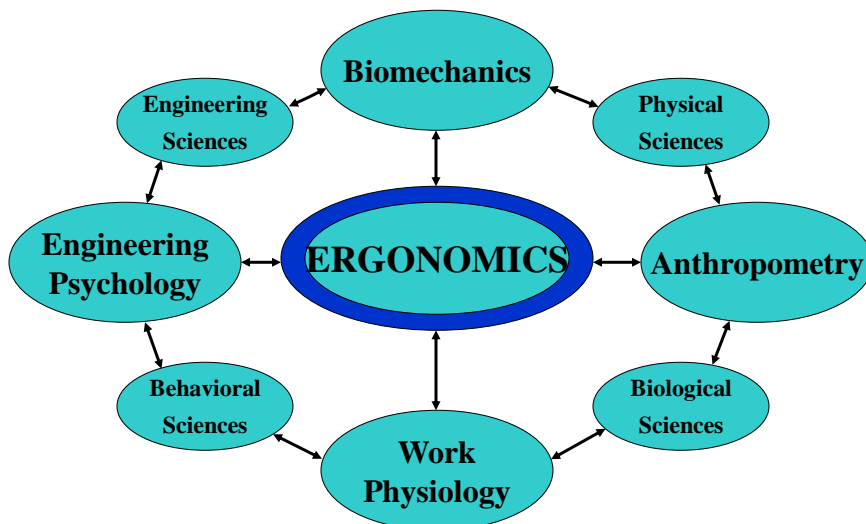 Biomechanics
Engineering
Sciences
Physical
Sciences
Engineering
Psychology
ERGONOMICS
Anthropometry
Behavioral
Sciences
Biological
Sciences
Work
Physiology